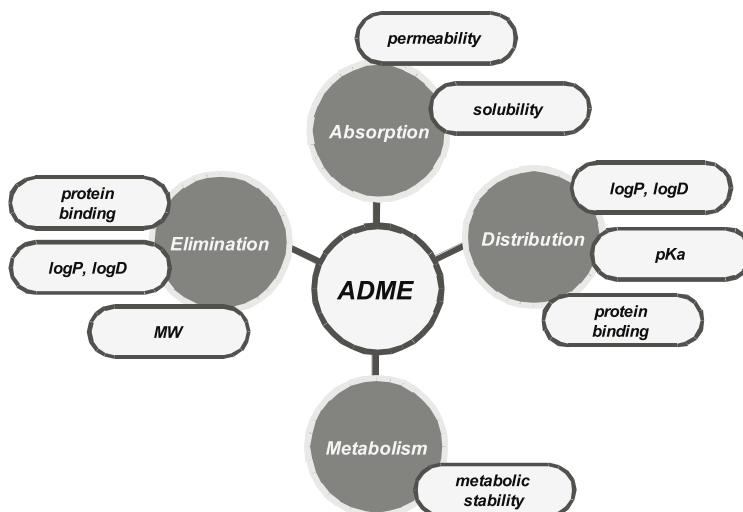 permeability
solubility
Absorption
protein
binding
logP, logD
MW
Elimination
logP, logD
pKa
protein
binding
Distribution
ADME
Metabolism
metabolic
stability